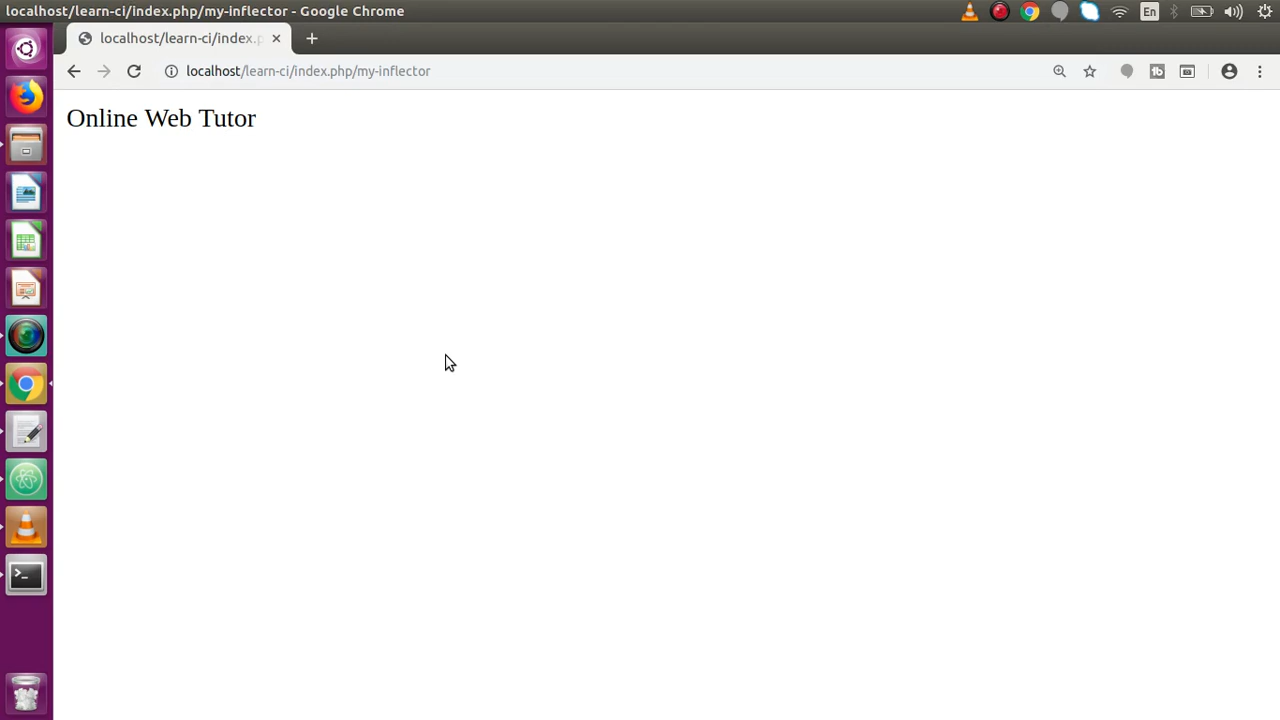 localhost/learn-ci/index.php/my-inflector - Google Chrome
En
localhost/learn-ci/index.p
localhost/learn-ci/index.php/my-inflector
Online Web Tutor